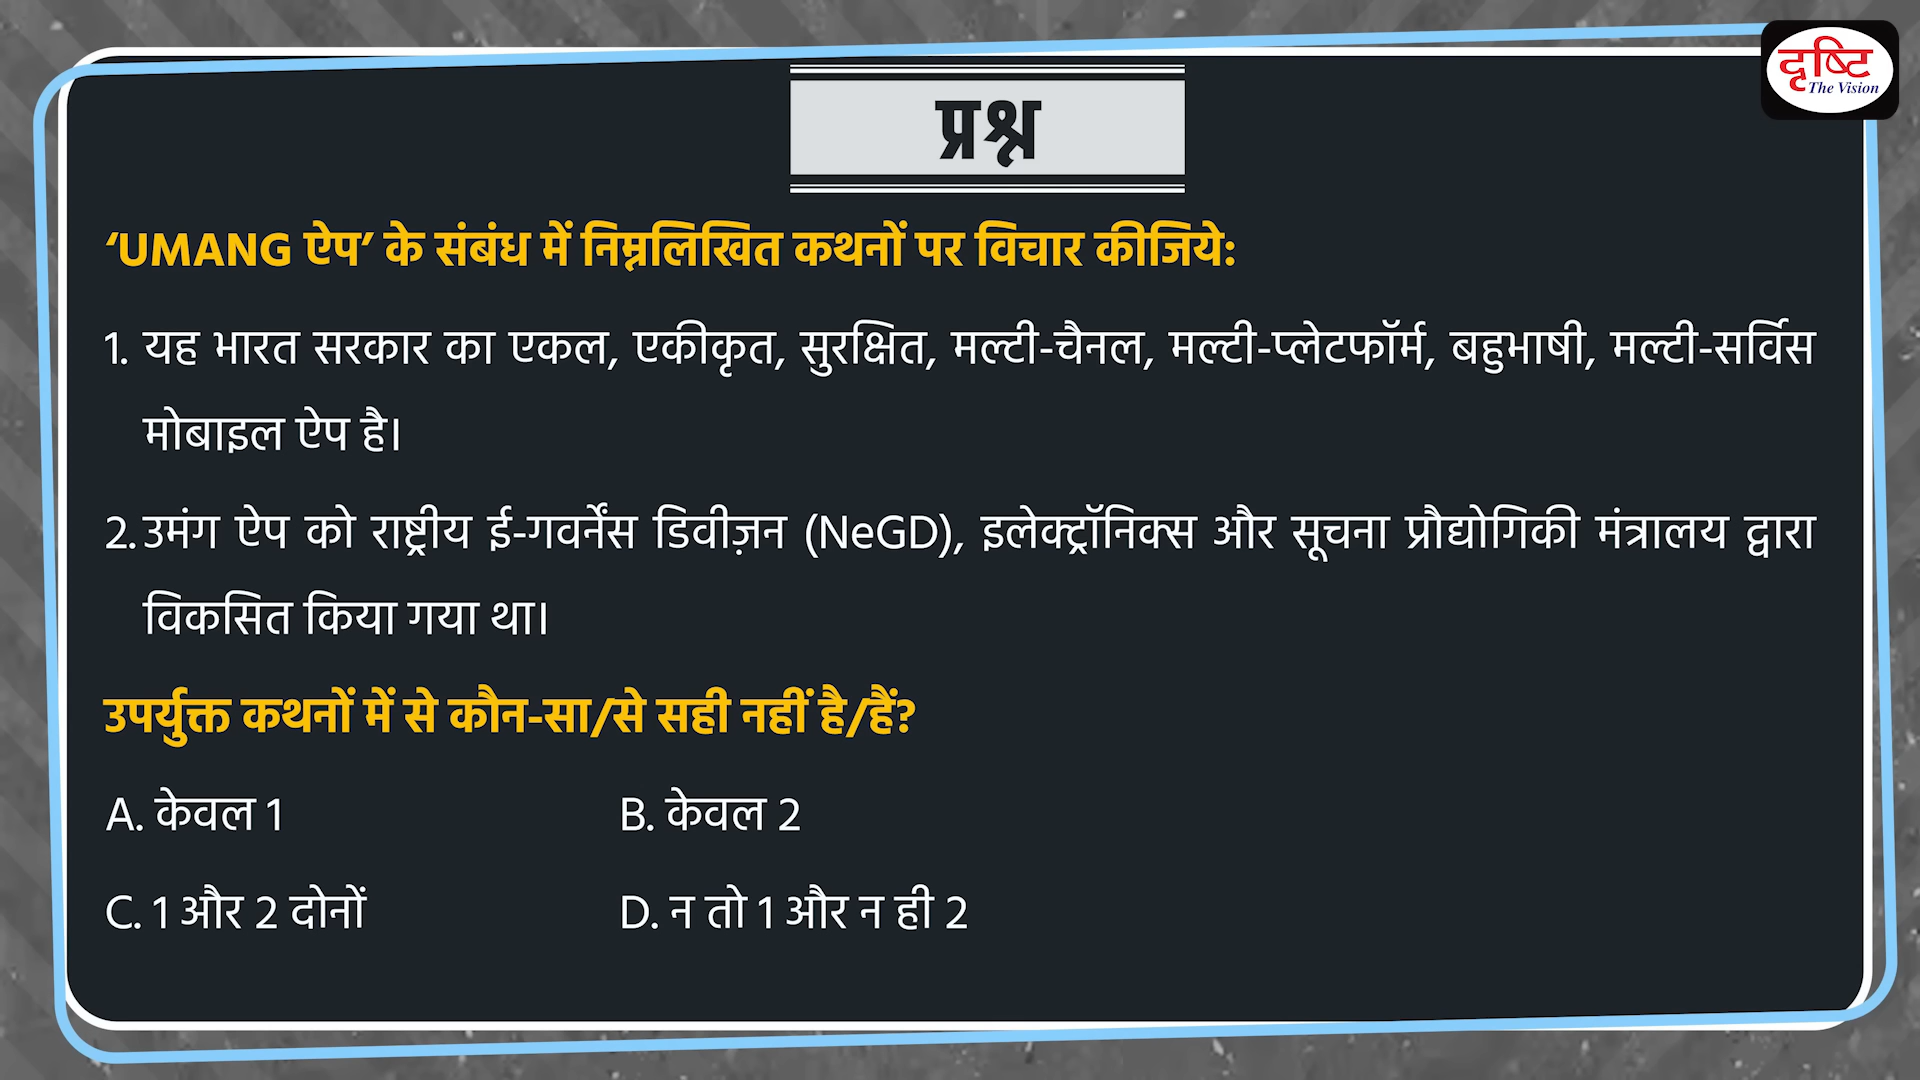 दृष्टि
The Vision
प्रश्न
‘UMANG ऐप’ के संबंध में निम्नलिखित कथनों पर विचार कीजिये:
1. यह भारत सरकार का एकल, एकीकृत, सुरक्षित, मल्टी-चैनल, मल्टी-प्लेटफॉर्म, बहुभाषी, मल्टी-सर्विस
मोबाइल ऐप है।
2. उमंग ऐप को राष्ट्रीय ई-गवर्नेंस डिवीज़न (NeGD), इलेक्ट्रॉनिक्स और सूचना प्रौद्योगिकी मंत्रालय द्वारा
विकसित किया गया था।
उपर्युक्त कथनों में से कौन-सा/से सही नहीं है/हैं?
A. केवल 1 B. केवल 2
C. 1 और 2 दोनों D. न तो 1 और न ही 2